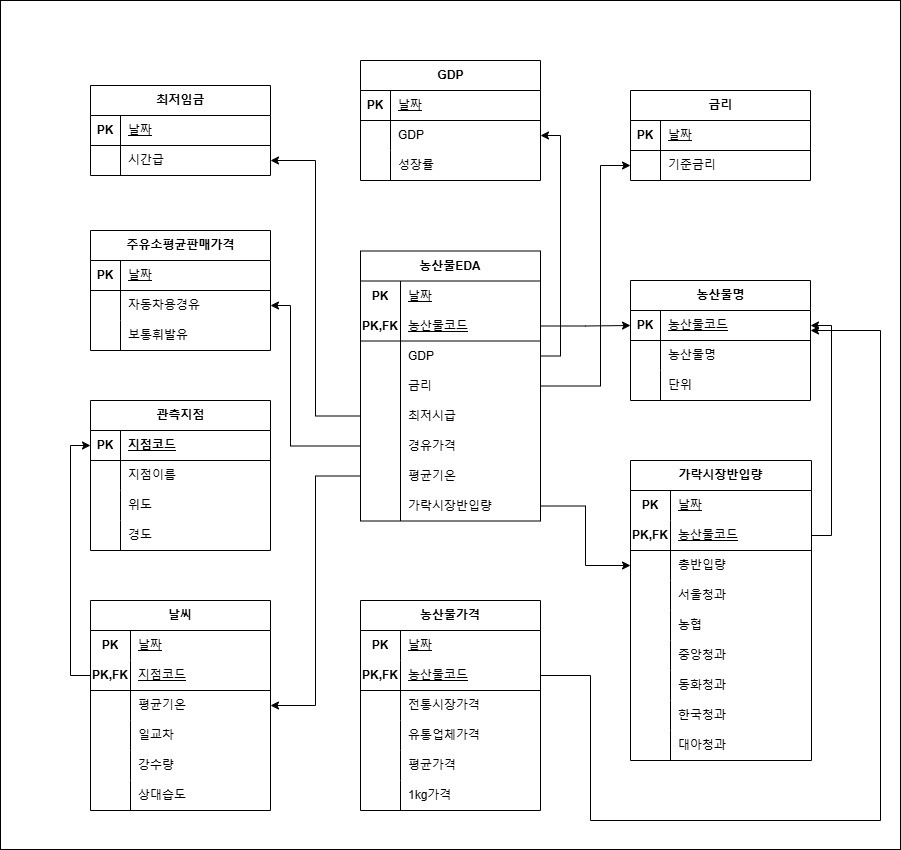 최저임금
PK 날짜
시간급
GDP
PK 날짜
GDP
성장률
금리
PK 날짜
기준금리
주유소평균판매가격
PK 날짜
자동차용경유
보통휘발유
농산물EDA
PK 날짜
PK,FK 농산물코드
GDP
금리
최저시급
경유가격
평균기온
가락시장반입량
농산물명
PK 농산물코드
농산물명
단위
관측지점
PK 지점코드
지점이름
위도
경도
가락시장반입량
PK 날짜
PK,FK 농산물코드
총반입량
서울청과
농협
중앙청과
동화청과
한국청과
대아청과
날씨
PK 날짜
PK,FK 지점코드
평균기온
일교차
강수량
상대습도
농산물가격
PK 날짜
PK,FK 농산물코드
전통시장가격
유통업체가격
평균가격
1kg가격